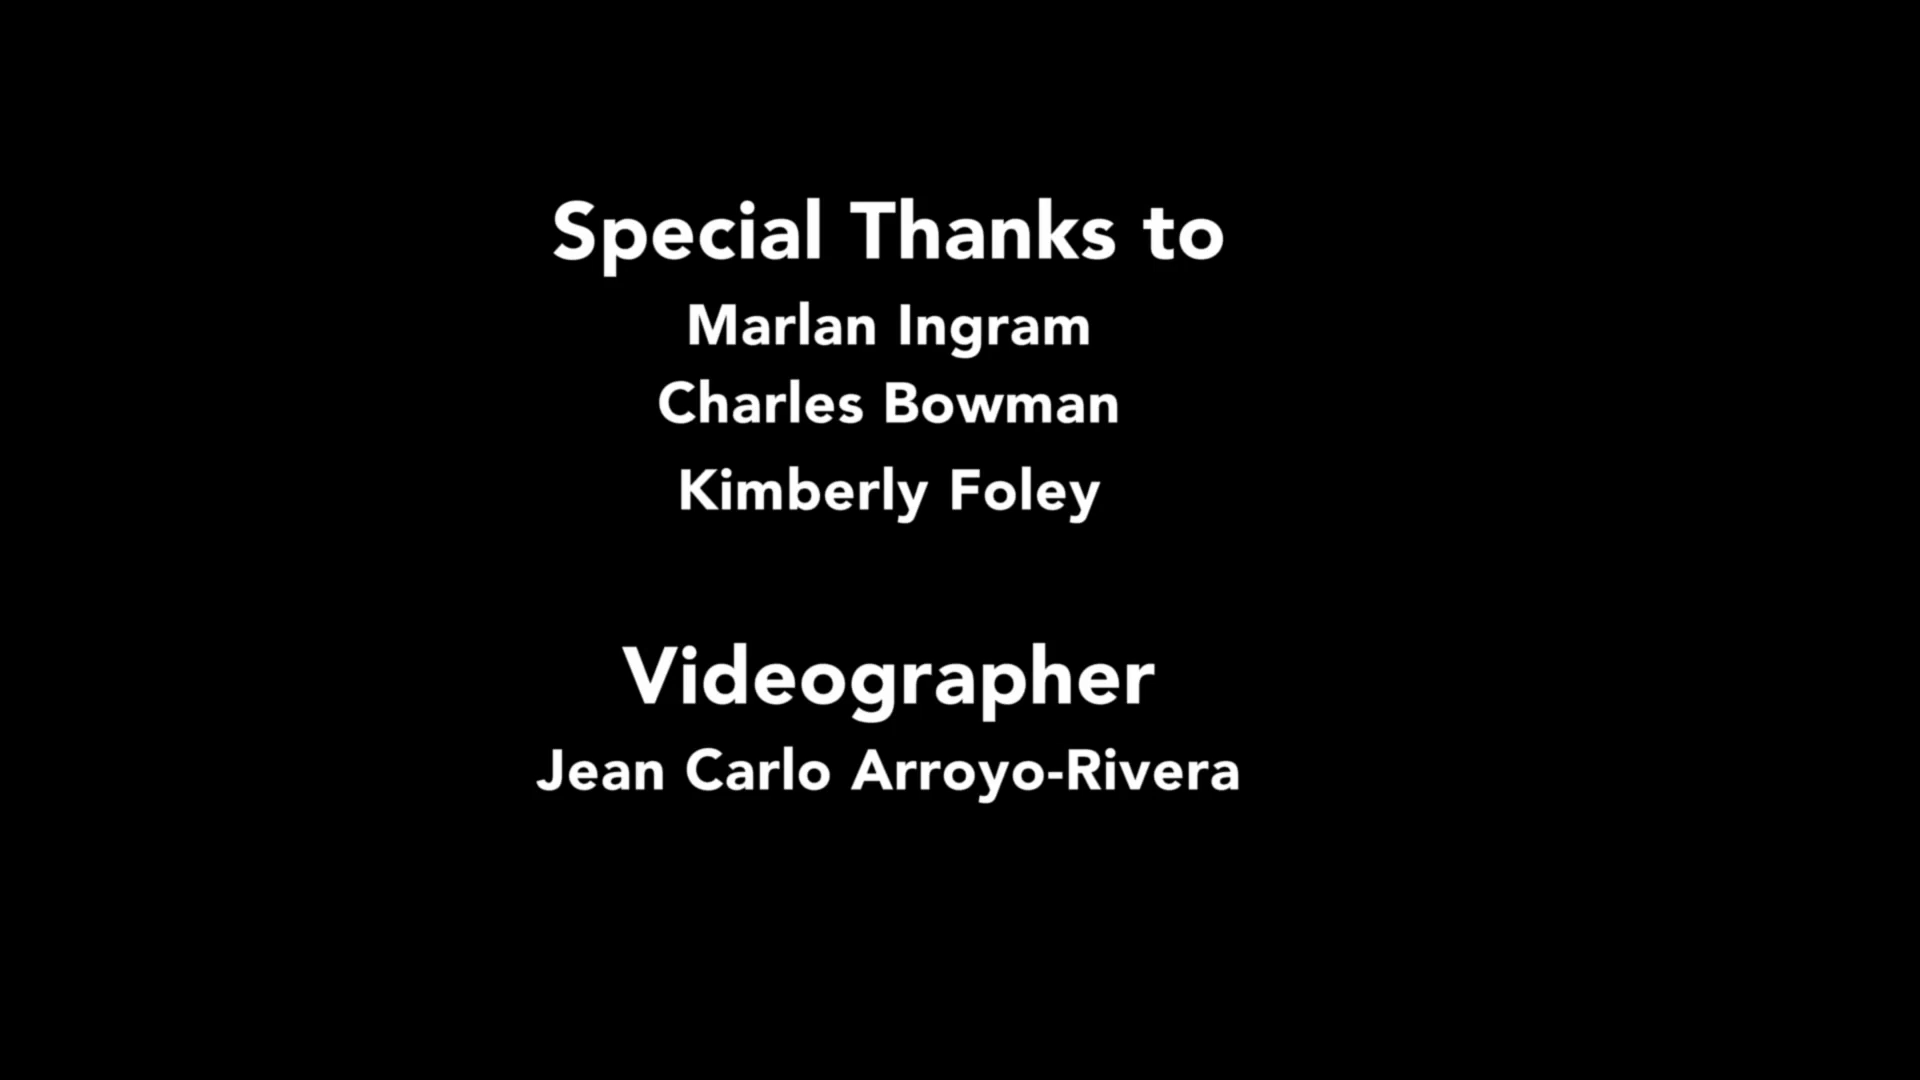 Special Thanks to
Marlan Ingram
Charles Bowman
Kimberly Foley
Videographer
Jean Carlo Arroyo-Rivera